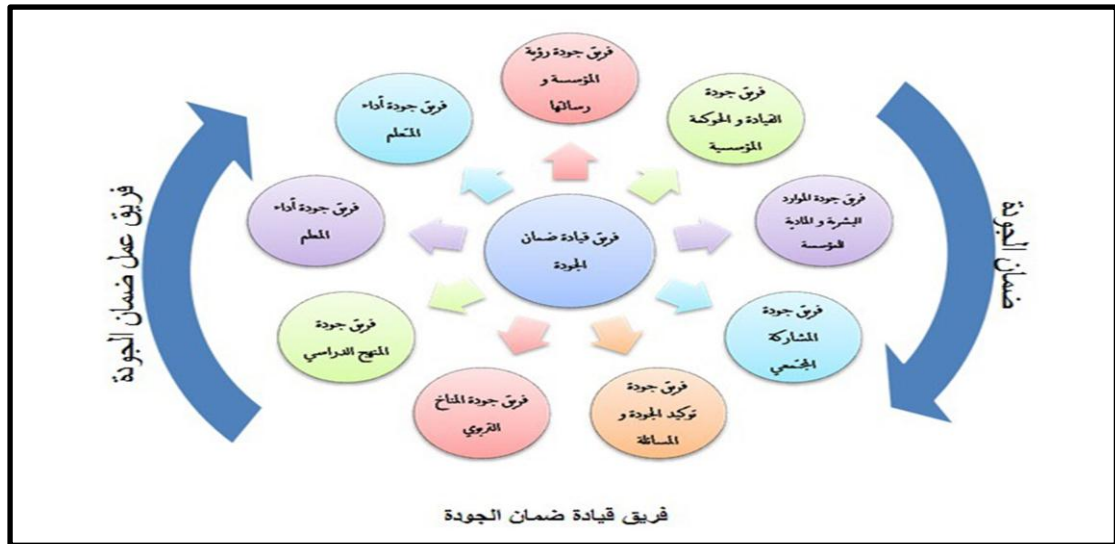 فريق جودة رؤية
المؤسسة و
رسالتها
فريق جودة
القيادة و الحوكمة
المؤسسية
فريق جودة الموارد
البشرية و المادية
للمؤسسة
فريق جودة
المشاركة
المجتمعي
فريق جودة
توكيد الجودة و
المسائلة
فريق جودة المناخ
التربوي
فريق جودة
المنهج الدراسي
فريق جودة أداء
المعلم
فريق جودة أداء
المتعلم
فريق قيادة ضمان
الجودة
ضمان الجودة
فريق عمل ضمان الجودة
فريق قيادة ضمان الجودة